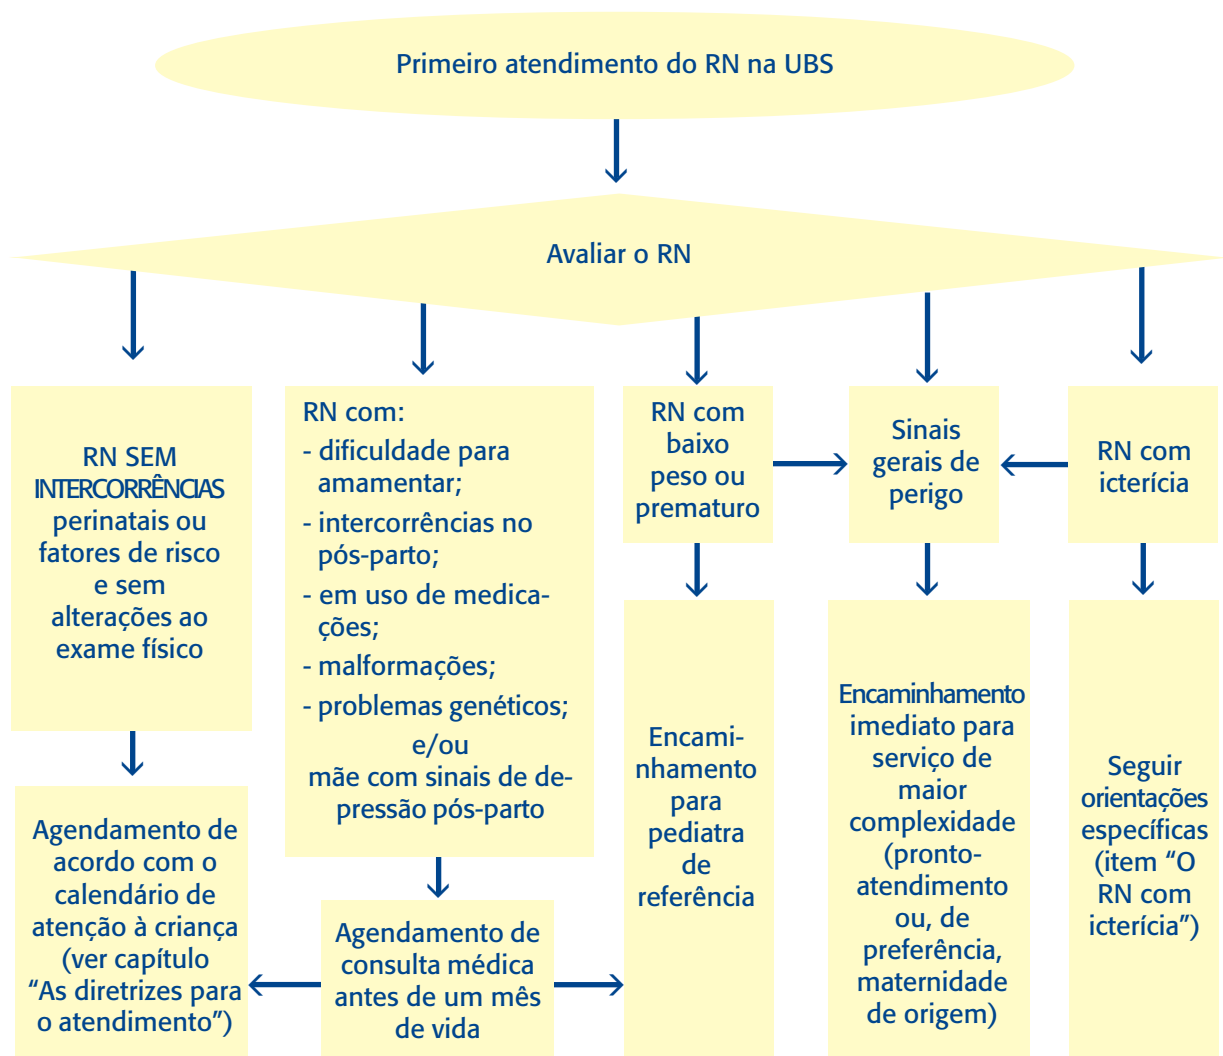 Primeiro atendimento do RN na UBS
Avaliar o RN
RN SEM
INTERCORRÊNCIAS
perinatais ou
fatores de risco
e sem
alterações ao
exame físico
RN com:
- dificuldade para
amamentar;
- intercorrências no
pós-parto;
- em uso de medica-
ções;
- malformações;
- problemas genéticos;
e/ou
mãe com sinais de de-
pressão pós-parto
RN com
baixo
peso ou
prematuro
Sinais
gerais de
perigo
RN com
icterícia
Agendamento de
acordo com o
calendário de
atenção à criança
(ver capítulo
“As diretrizes para
o atendimento”)
Agendamento de
consulta médica
antes de um mês
de vida
Encami-
nhamento
para
pediatra
de
referência
Encaminhamento
imediato para
serviço de
maior
complexidade
(pronto-
atendimento
ou, de
preferência,
maternidade
de origem)
Seguir
orientações
específicas
(item “O
RN com
icterícia”)